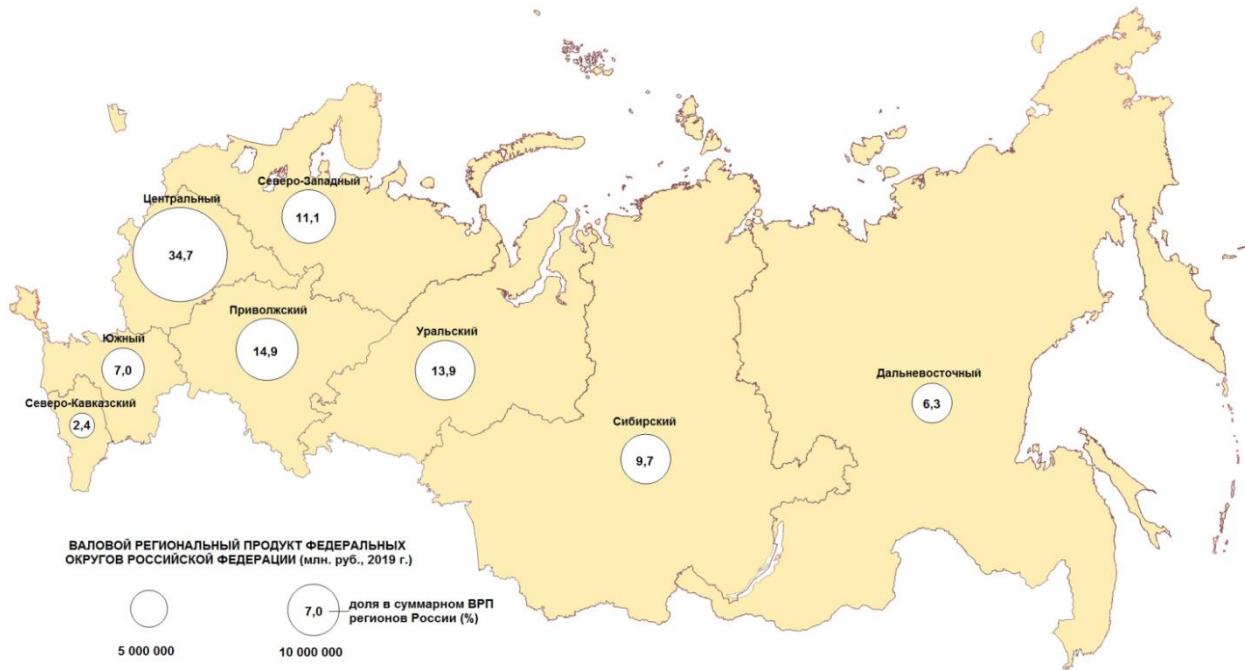 Северо-Западный
11,1
Центральный
34,7
Приволжский
14,9
Уральский
13,9
Южный
7,0
Дальневосточный
6,3
Северо-Кавказский
2,4
Сибирский
9,7
ВАЛОВОЙ РЕГИОНАЛЬНЫЙ ПРОДУКТ ФЕДЕРАЛЬНЫХ
ОКРУГОВ РОССИЙСКОЙ ФЕДЕРАЦИИ (млн. руб., 2019 г.)
7,0
доля в суммарном ВРП
регионов России (%)
5 000 000
10 000 000